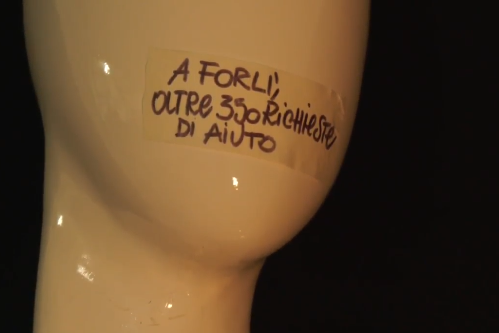 A FORLI',
OLTRE 350 RiCHIESTe
DI AiUTO